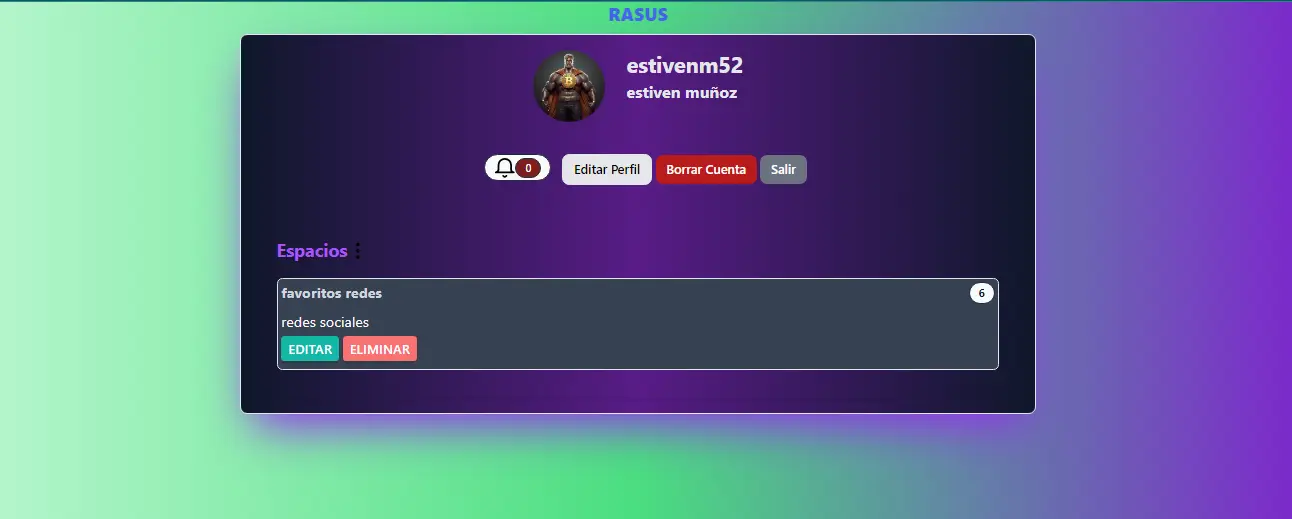 RASUS
estivenm52
estiven muñoz
0 Editar Perfil Borrar Cuenta Salir
Espacios
favoritos redes 6
redes sociales
EDITAR ELIMINAR